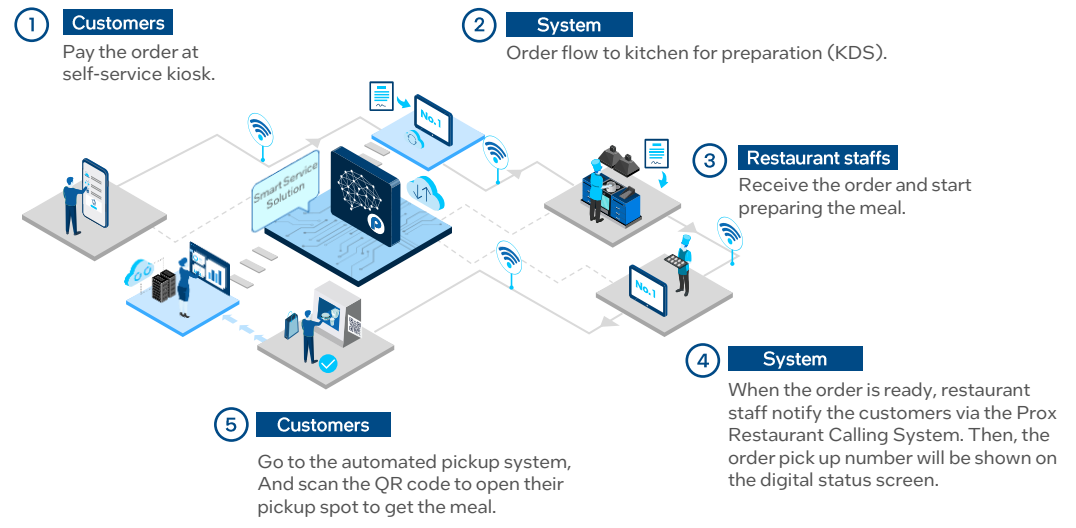 1 Customers
Pay the order at
self-service kiosk.
2 System
Order flow to kitchen for preparation (KDS).
No.1
Smart Service
Solution
P
3 Restaurant staffs
Receive the order and start
preparing the meal.
No.1
4 System
When the order is ready, restaurant
staff notify the customers via the Prox
Restaurant Calling System. Then, the
order pick up number will be shown on
the digital status screen.
5 Customers
Go to the automated pickup system,
And scan the QR code to open their
pickup spot to get the meal.